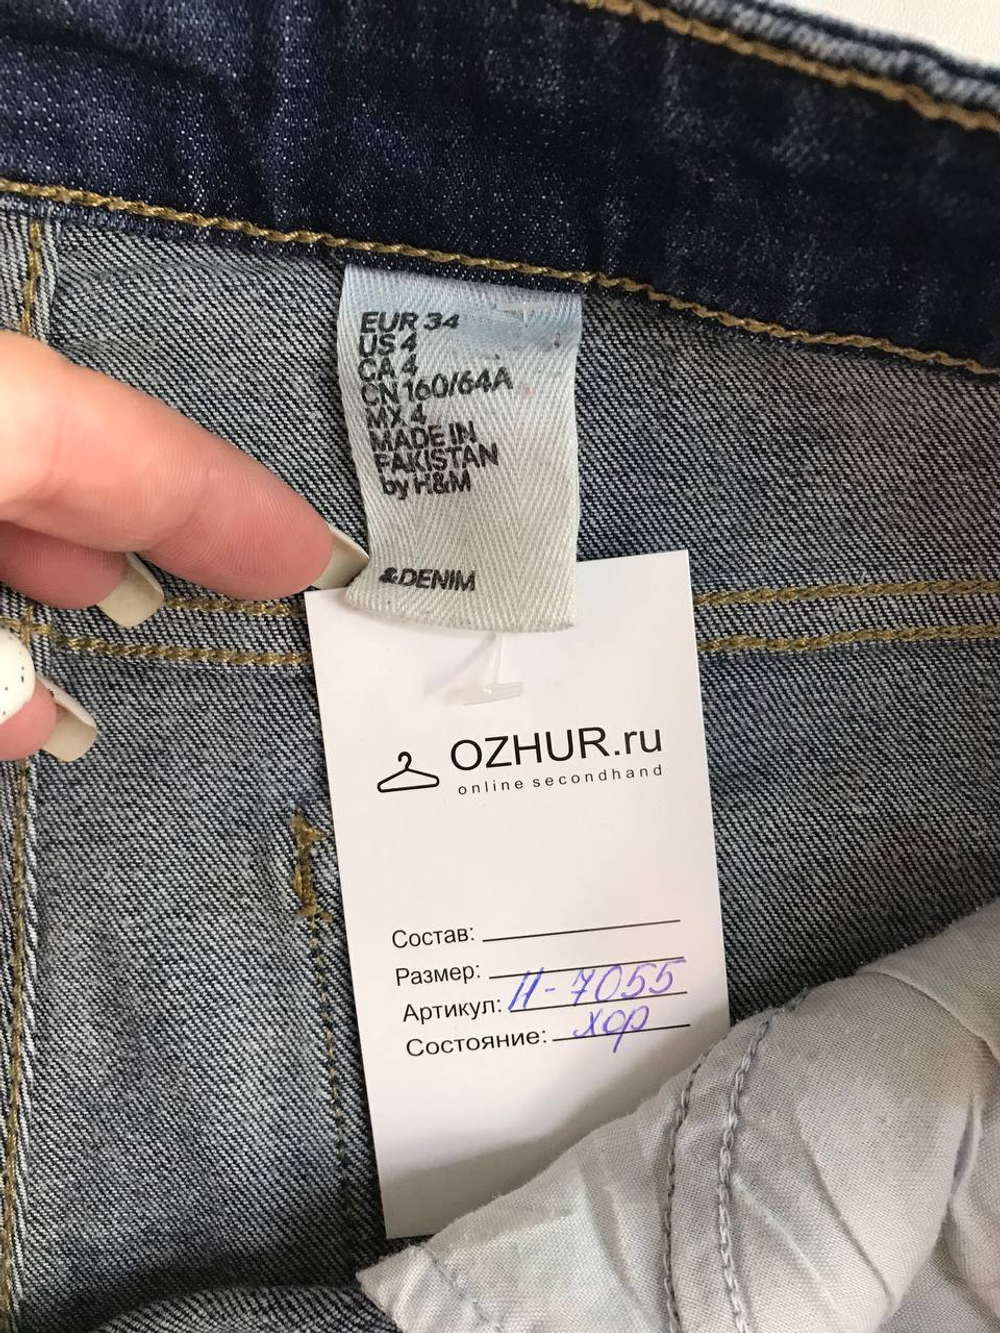 EUR 34
US 4
CA 4
CN 160/64A
MX 4
MADE IN
PAKISTAN
by H&M
&DENIM
OZHUR.ru
online secondhand
Состав:
Размер:
Артикул: Н-7055
Состояние: хор